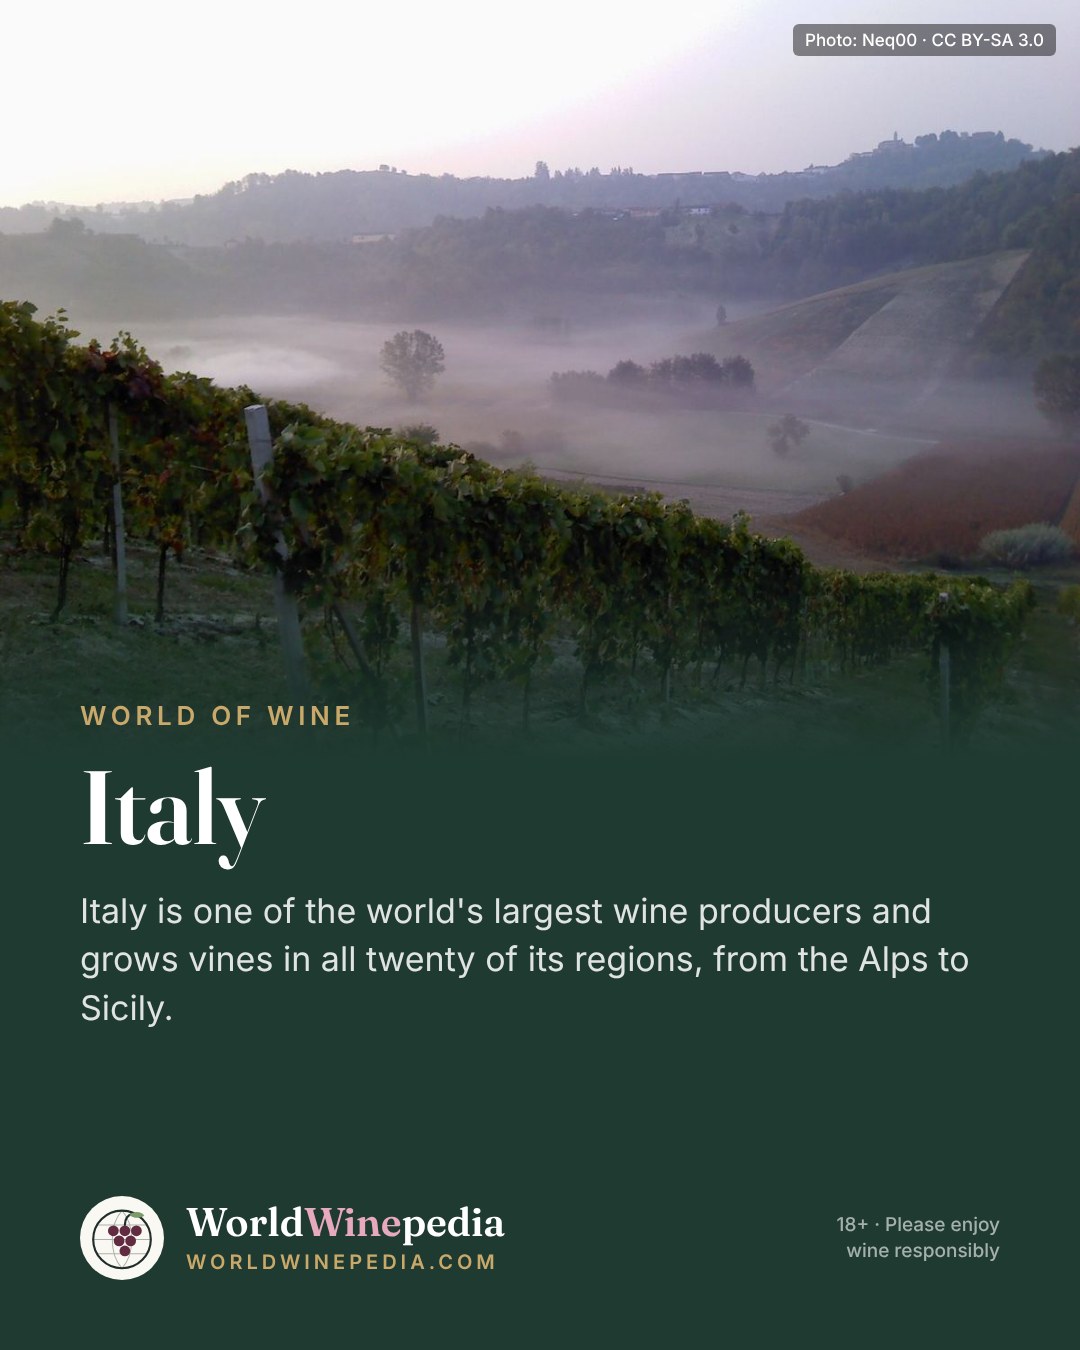 Photo: Neq00 · CC BY-SA 3.0
WORLD OF WINE
Italy
Italy is one of the world's largest wine producers and
grows vines in all twenty of its regions, from the Alps to
Sicily.
WorldWinepedia
WORLDWINEPEDIA.COM
18+ · Please enjoy
wine responsibly